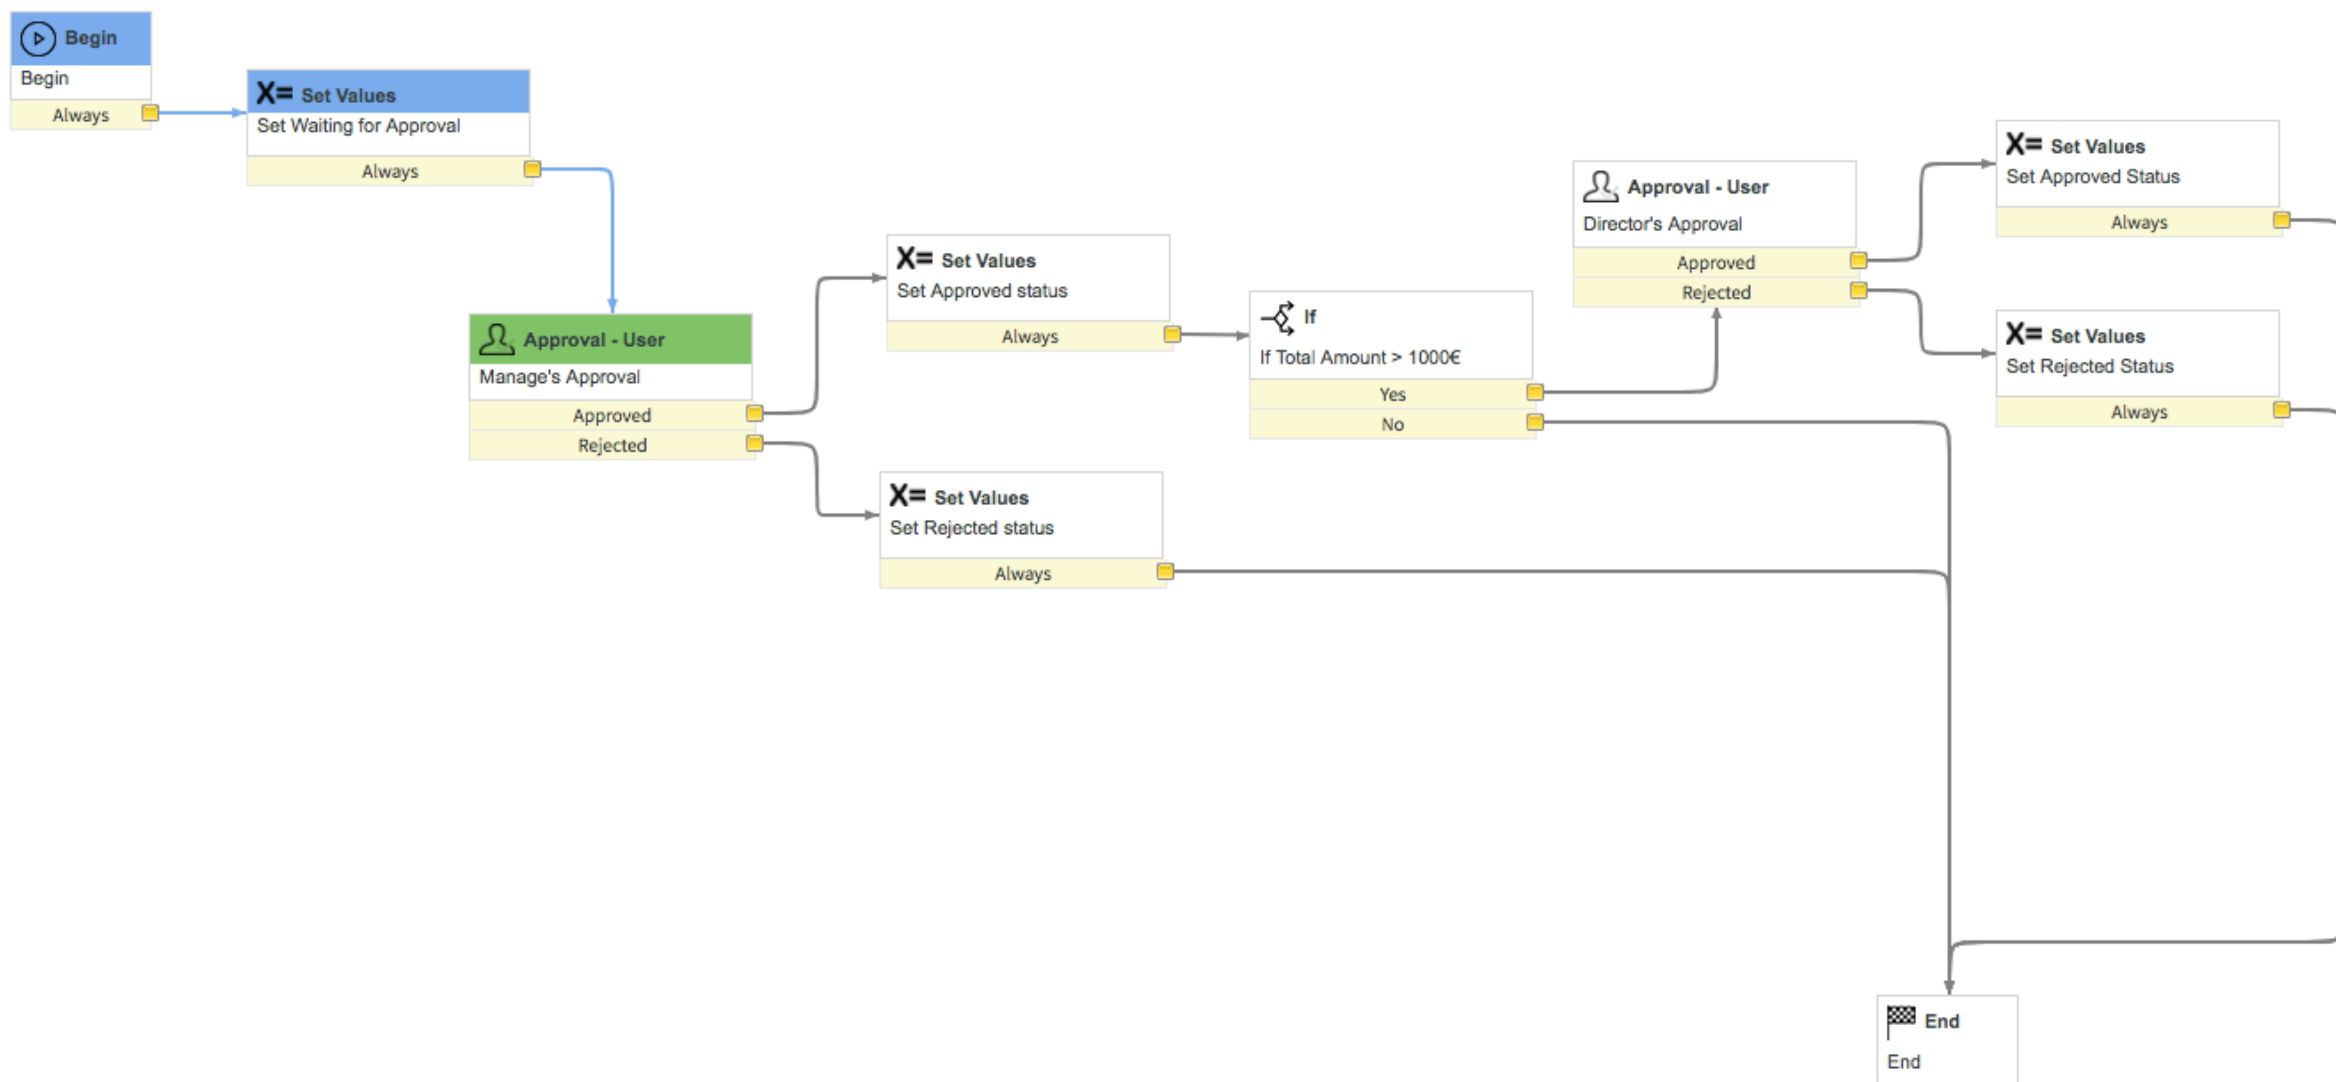 Begin
Begin
Always
X= Set Values
Set Waiting for Approval
Always
Approval - User
Manage's Approval
Approved
Rejected
X= Set Values
Set Approved status
Always
X= Set Values
Set Rejected status
Always
If
If Total Amount > 1000€
Yes
No
Approval - User
Director's Approval
Approved
Rejected
X= Set Values
Set Approved Status
Always
X= Set Values
Set Rejected Status
Always
End
End